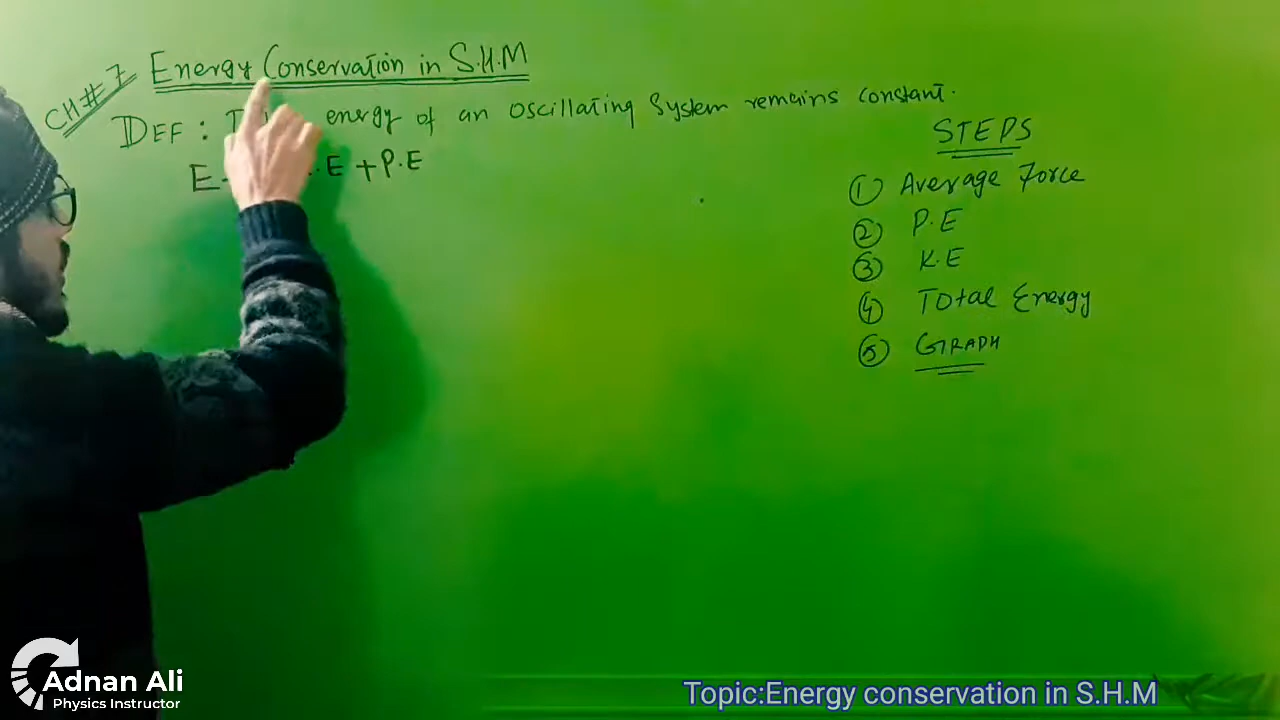 CH#7
Energy Conservation in S.H.M
DEF: energy of an oscillating System remains constant.
E .E + P.E
STEPS
① Average Force
② P.E
③ K.E
④ Total Energy
⑤ GRAPH
Adnan Ali
Physics Instructor
Topic:Energy conservation in S.H.M